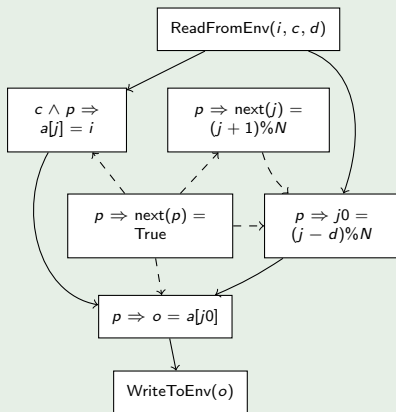 ReadFromEnv(i, c, d)
c ∧ p ⇒
a[j] = i
p ⇒ next(j) =
(j + 1)%N
p ⇒ next(p) =
True
p ⇒ j0 =
(j − d)%N
p ⇒ o = a[j0]
WriteToEnv(o)